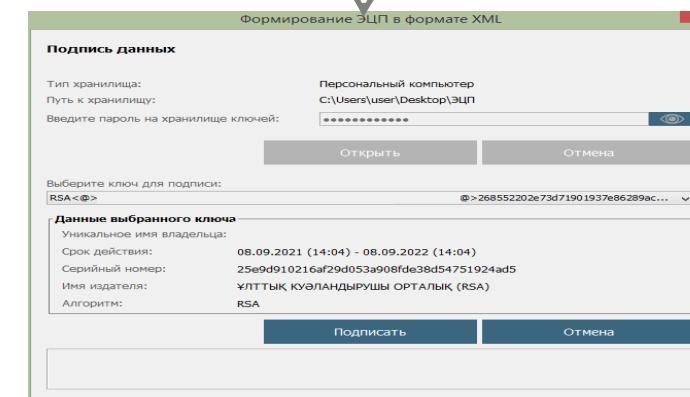 Формирование ЭЦП в формате XML
Подпись данных
Тип хранилища: Персональный компьютер
Путь к хранилищу: C:\Users\user\Desktop\ЭЦП
Введите пароль на хранилище ключей: ●●●●●●●●●●●●
Открыть Отмена
Выберите ключ для подписи:
RSA<@> @>268552202e73d71901937e86289ac...
Данные выбранного ключа
Уникальное имя владельца:
Срок действия: 08.09.2021 (14:04) - 08.09.2022 (14:04)
Серийный номер: 25e9d910216af29d053a908fde38d54751924ad5
Имя издателя: ҰЛТТЫҚ КУӘЛАНДЫРУШЫ ОРТАЛЫҚ (RSA)
Алгоритм: RSA
Подписать Отмена